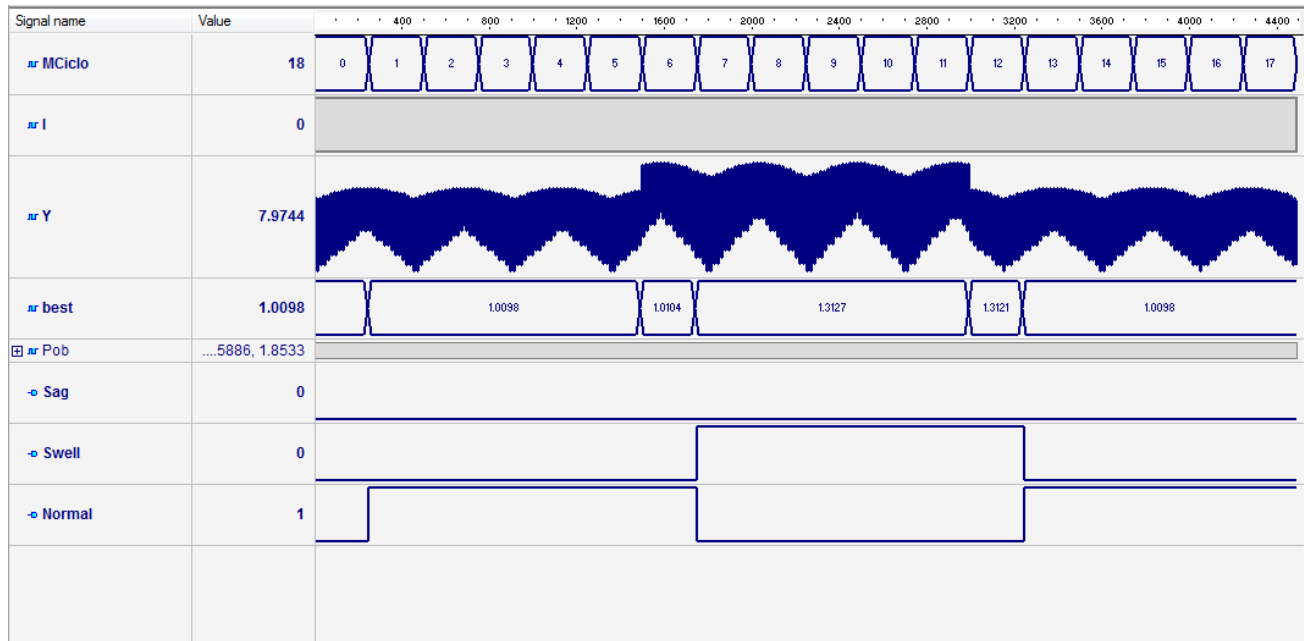 Signal name Value 400 800 1200 1600 2000 2400 2800 3200 3600 4000 4400
MCiclo 18 0 1 2 3 4 5 6 7 8 9 10 11 12 13 14 15 16 17
I 0
Y 7.9744
best 1.0098 1.0098 1.0104 1.3127 1.3121 1.0098
Pob ....5886, 1.8533
Sag 0
Swell 0
Normal 1